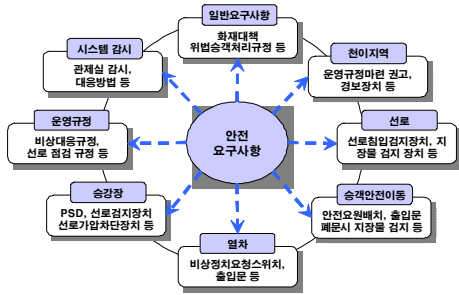 일반요구사항
화재대책
위법승객처리규정 등
시스템 감시
관제실 감시,
대응방법 등
천이지역
운영규정마련 권고,
경보장치 등
운영규정
비상대응규정,
선로 점검 규정 등
안전
요구사항
선로
선로침입검지장치, 지
장물 검지 장치 등
승강장
PSD, 선로검지장치
선로가압차단장치 등
승객안전이동
안전요원배치, 출입문
폐문시 지장물 검지 등
열차
비상정치요청스위치,
출입문 등